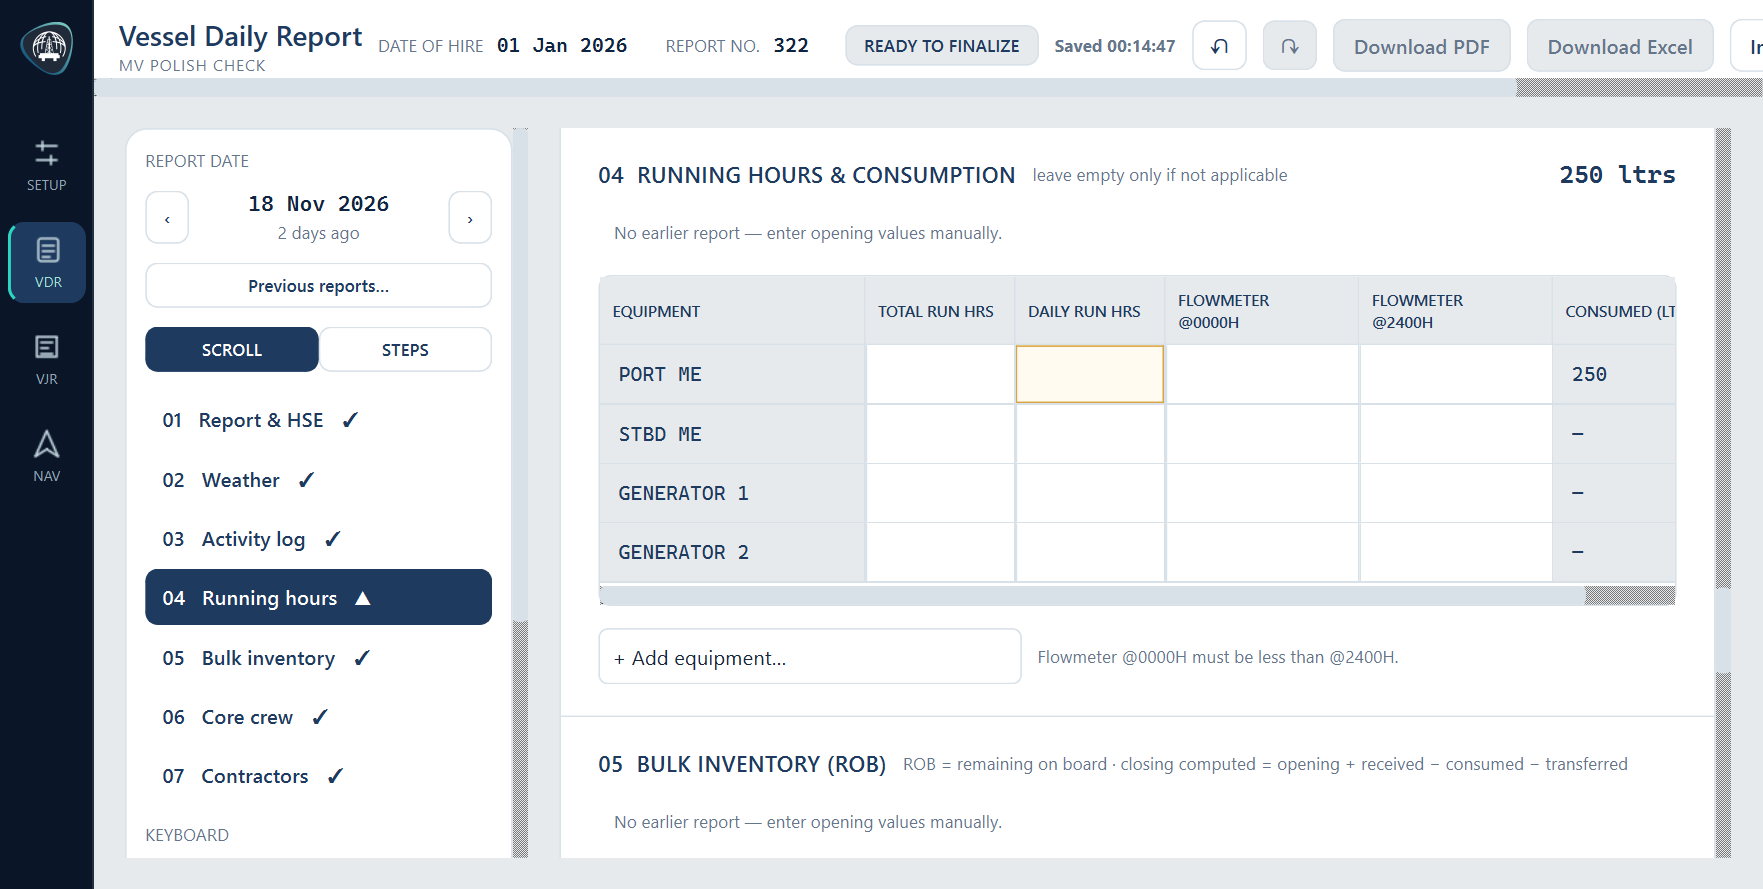 Vessel Daily Report
MV POLISH CHECK
DATE OF HIRE 01 Jan 2026
REPORT NO. 322
READY TO FINALIZE
Saved 00:14:47
Download PDF
Download Excel
SETUP
VDR
VJR
NAV
REPORT DATE
‹
18 Nov 2026
2 days ago
›
Previous reports...
SCROLL
STEPS
01 Report & HSE ✓
02 Weather ✓
03 Activity log ✓
04 Running hours ▲
05 Bulk inventory ✓
06 Core crew ✓
07 Contractors ✓
KEYBOARD
04 RUNNING HOURS & CONSUMPTION leave empty only if not applicable 250 ltrs
No earlier report — enter opening values manually.
EQUIPMENT TOTAL RUN HRS DAILY RUN HRS FLOWMETER @0000H FLOWMETER @2400H CONSUMED (LT
PORT ME 250
STBD ME –
GENERATOR 1 –
GENERATOR 2 –
+ Add equipment...
Flowmeter @0000H must be less than @2400H.
05 BULK INVENTORY (ROB) ROB = remaining on board · closing computed = opening + received − consumed − transferred
No earlier report — enter opening values manually.